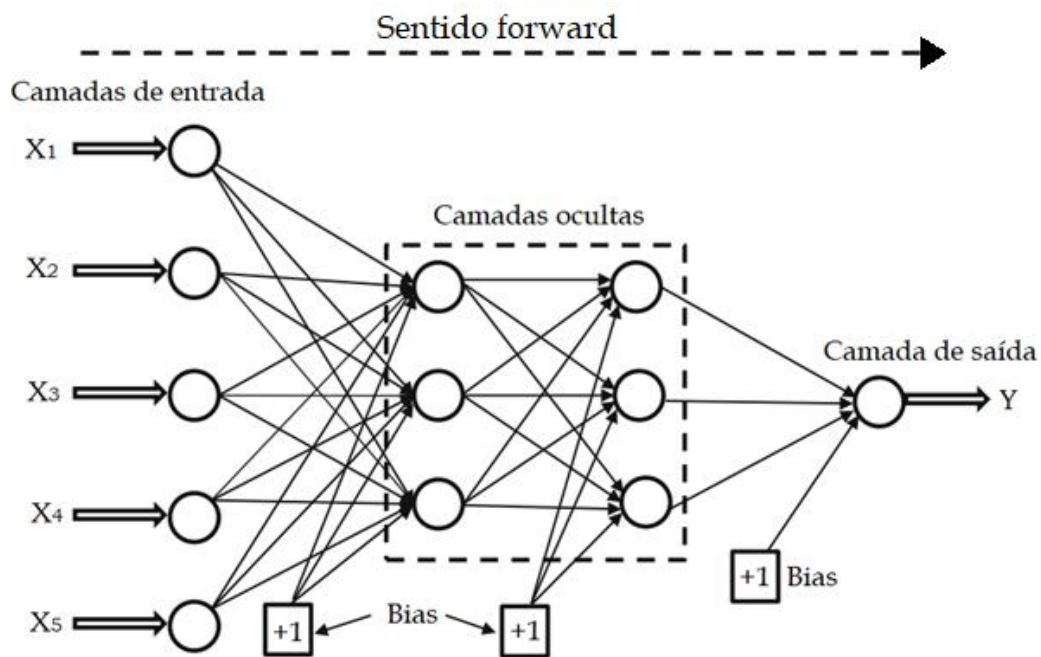 Sentido forward
Camadas de entrada
X1
X2
X3
X4
X5
Camadas ocultas
Camada de saída
Y
+1 Bias
+1 Bias +1